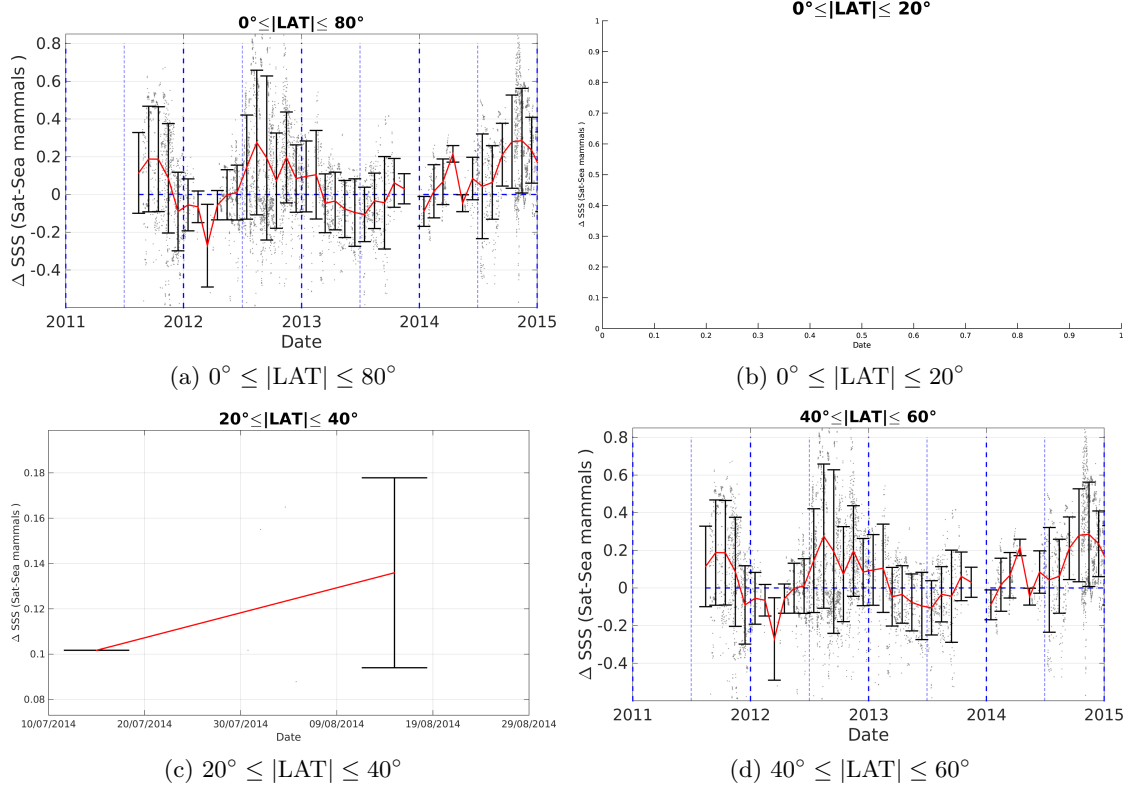 0°≤|LAT|≤ 80°
0.8
0.6
0.4
0.2
0
-0.2
-0.4
Δ SSS (Sat-Sea mammals )
2011 2012 2013 2014 2015
Date
(a) 0° ≤ |LAT| ≤ 80°
0°≤|LAT|≤ 20°
1
0.9
0.8
0.7
0.6
0.5
0.4
0.3
0.2
0.1
0
Δ SSS (Sat-Sea mammals )
0 0.1 0.2 0.3 0.4 0.5 0.6 0.7 0.8 0.9 1
Date
(b) 0° ≤ |LAT| ≤ 20°
20°≤|LAT|≤ 40°
0.18
0.16
0.14
0.12
0.1
0.08
Δ SSS (Sat-Sea mammals )
10/07/2014 20/07/2014 30/07/2014 09/08/2014 19/08/2014 29/08/2014
Date
(c) 20° ≤ |LAT| ≤ 40°
40°≤|LAT|≤ 60°
0.8
0.6
0.4
0.2
0
-0.2
-0.4
Δ SSS (Sat-Sea mammals )
2011 2012 2013 2014 2015
Date
(d) 40° ≤ |LAT| ≤ 60°